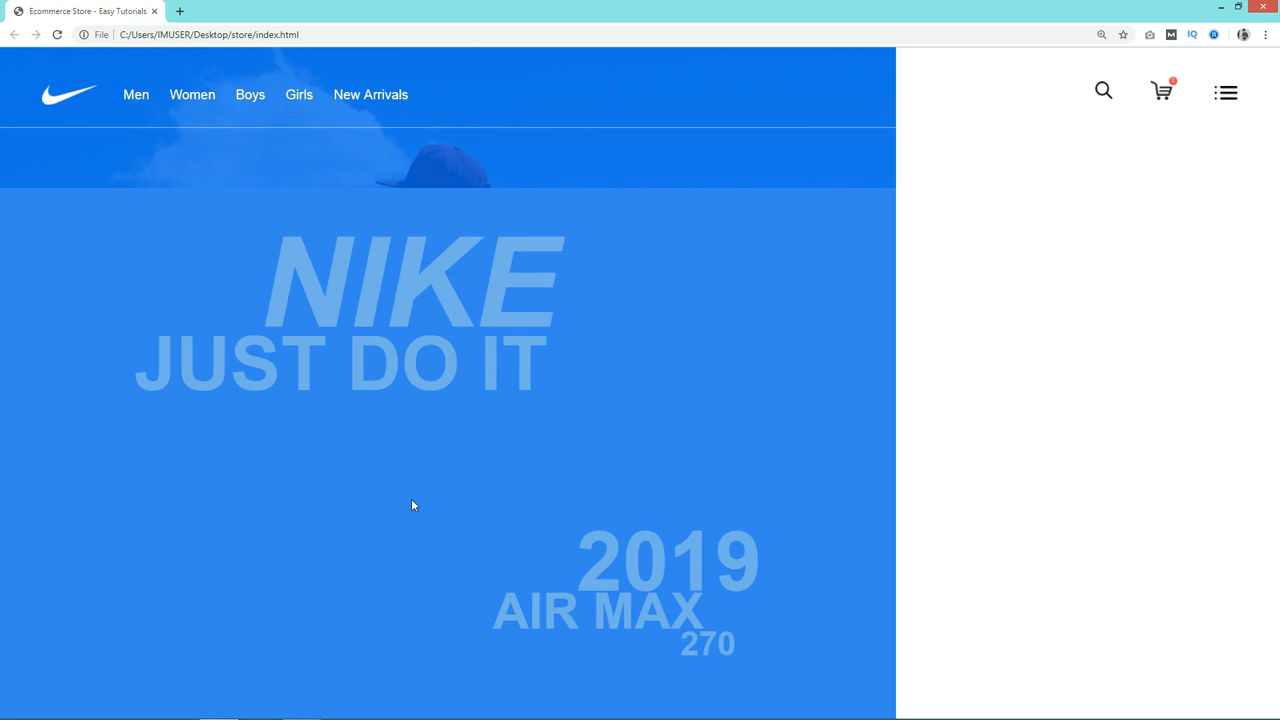 Ecommerce Store - Easy Tutorials
File
C:/Users/IMUSER/Desktop/store/index.html
IQ
Men Women Boys Girls New Arrivals
NIKE
JUST DO IT
2019
AIR MAX
270